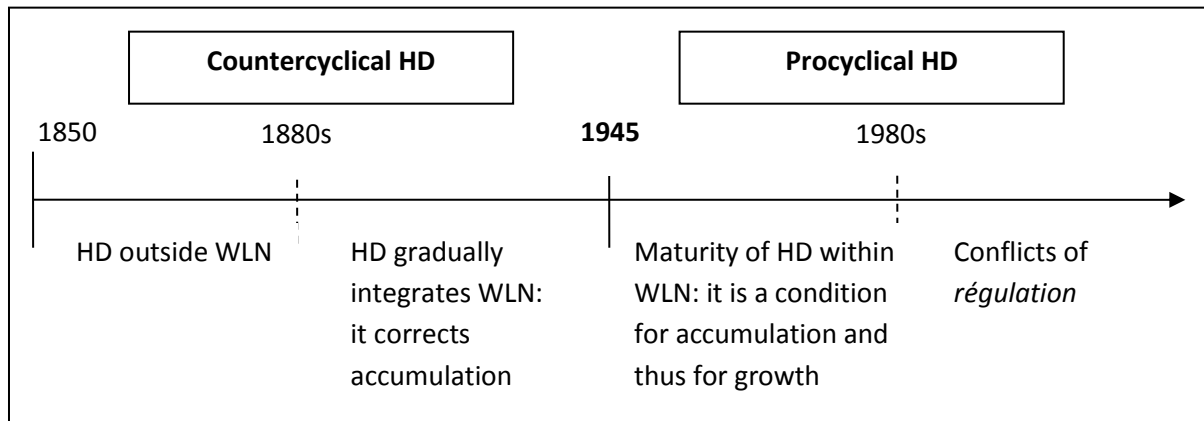 Countercyclical HD
Procyclical HD
1850
1880s
1945
1980s
HD outside WLN
HD gradually
integrates WLN:
it corrects
accumulation
Maturity of HD within
WLN: it is a condition
for accumulation and
thus for growth
Conflicts of
régulation